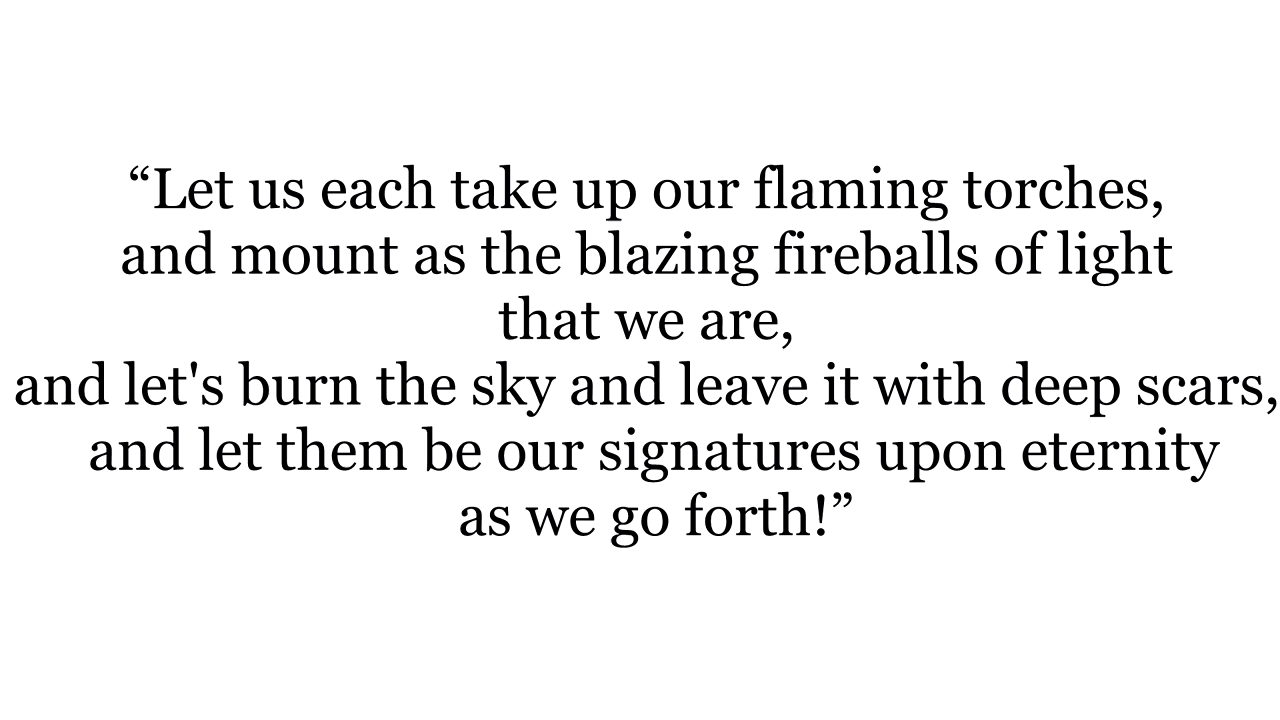 “Let us each take up our flaming torches,
and mount as the blazing fireballs of light
that we are,
and let's burn the sky and leave it with deep scars,
and let them be our signatures upon eternity
as we go forth!”